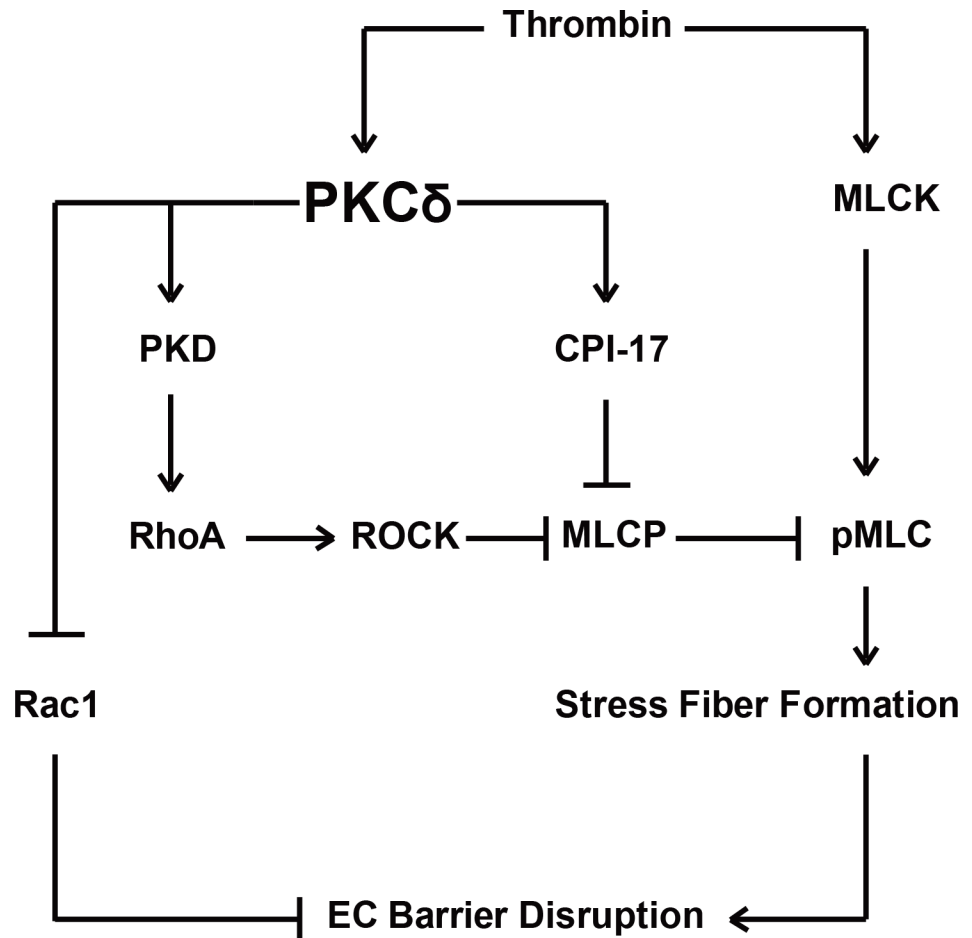 Thrombin
PKCδ
MLCK
PKD
CPI-17
RhoA
ROCK
MLCP
pMLC
Rac1
Stress Fiber Formation
EC Barrier Disruption